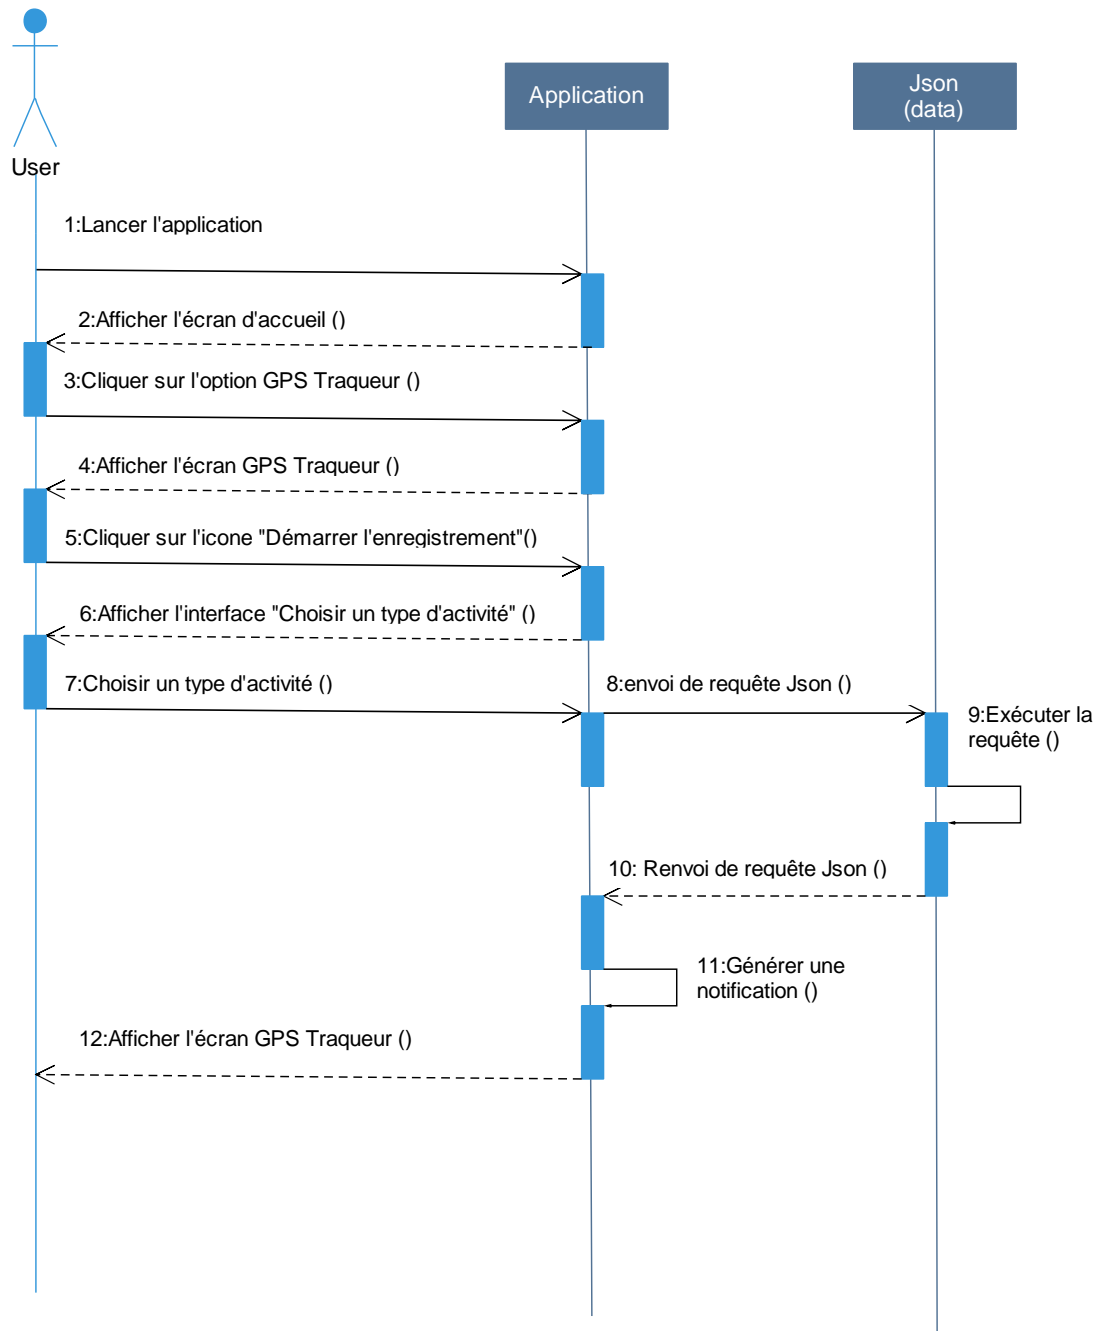 User
Application
Json
(data)
1:Lancer l'application
2:Afficher l'écran d'accueil ()
3:Cliquer sur l'option GPS Traqueur ()
4:Afficher l'écran GPS Traqueur ()
5:Cliquer sur l'icone "Démarrer l'enregistrement"()
6:Afficher l'interface "Choisir un type d'activité" ()
7:Choisir un type d'activité ()
8:envoi de requête Json ()
9:Exécuter la
requête ()
10: Renvoi de requête Json ()
11:Générer une
notification ()
12:Afficher l'écran GPS Traqueur ()